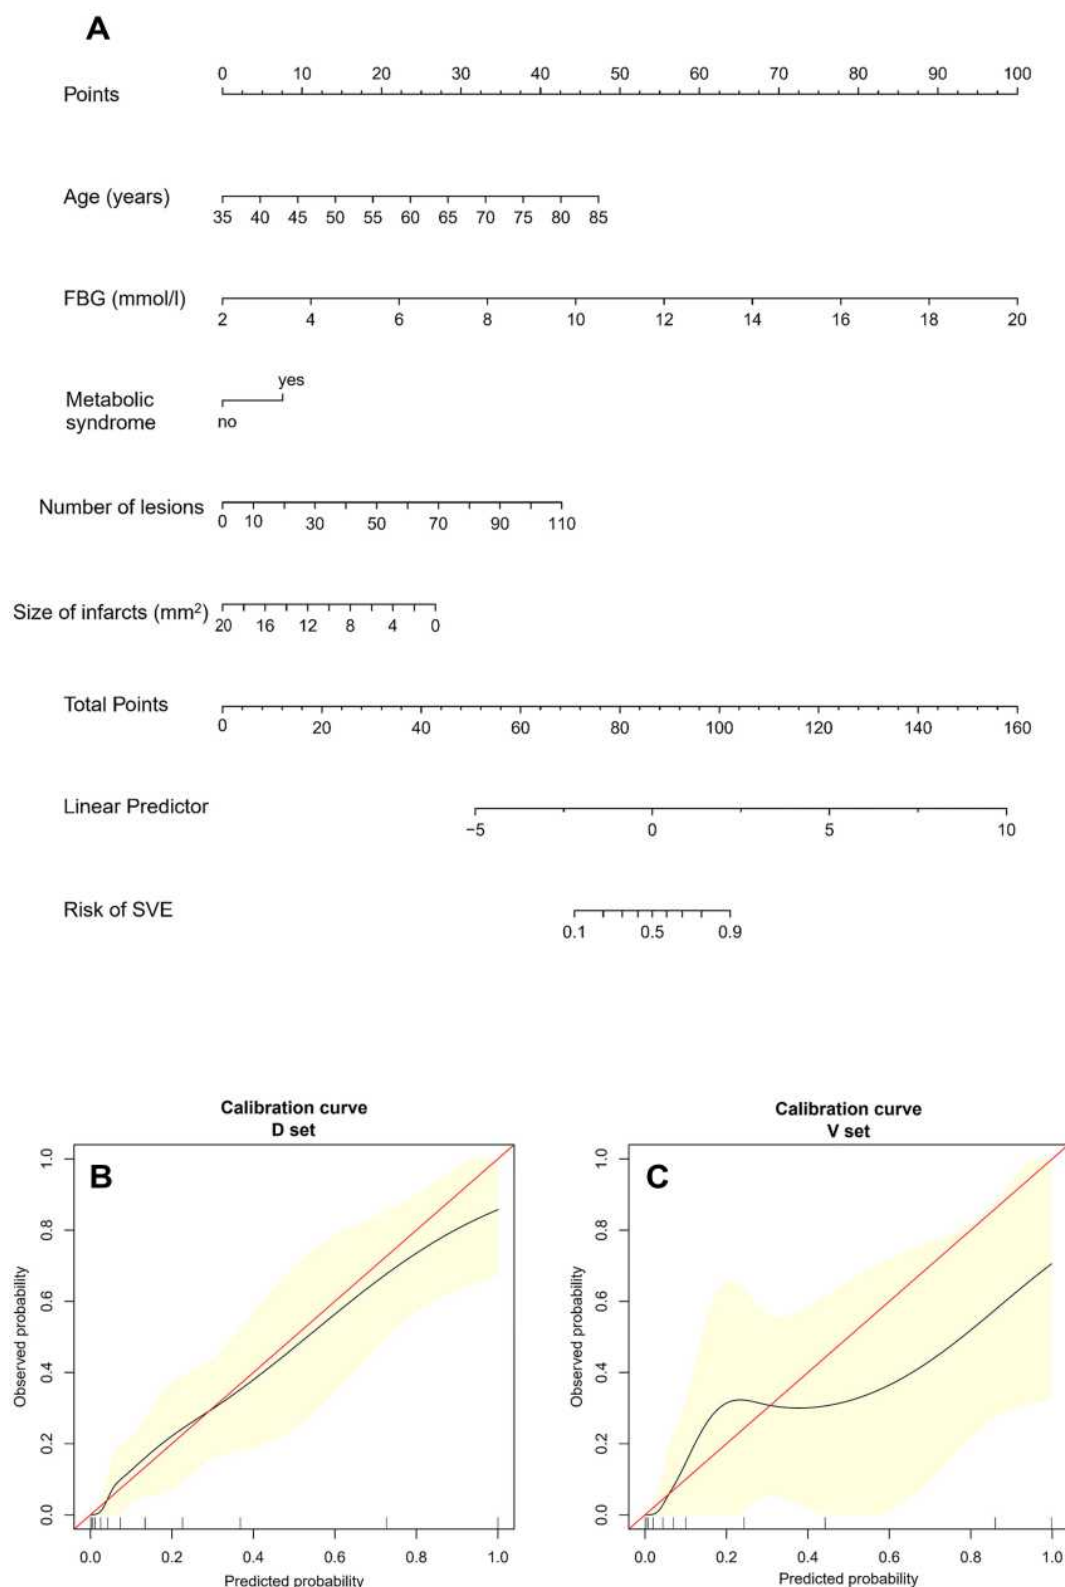 A
0 10 20 30 40 50 60 70 80 90 100
Points
Age (years)
35 40 45 50 55 60 65 70 75 80 85
FBG (mmol/l)
2 4 6 8 10 12 14 16 18 20
yes
Metabolic
syndrome
no
Number of lesions
0 10 30 50 70 90 110
Size of infarcts (mm²)
20 16 12 8 4 0
Total Points
0 20 40 60 80 100 120 140 160
Linear Predictor
−5 0 5 10
Risk of SVE
0.1 0.5 0.9
Calibration curve
D set
B
Observed probability
1.0
0.8
0.6
0.4
0.2
0.0
0.0 0.2 0.4 0.6 0.8 1.0
Predicted probability
Calibration curve
V set
C
Observed probability
1.0
0.8
0.6
0.4
0.2
0.0
0.0 0.2 0.4 0.6 0.8 1.0
Predicted probability